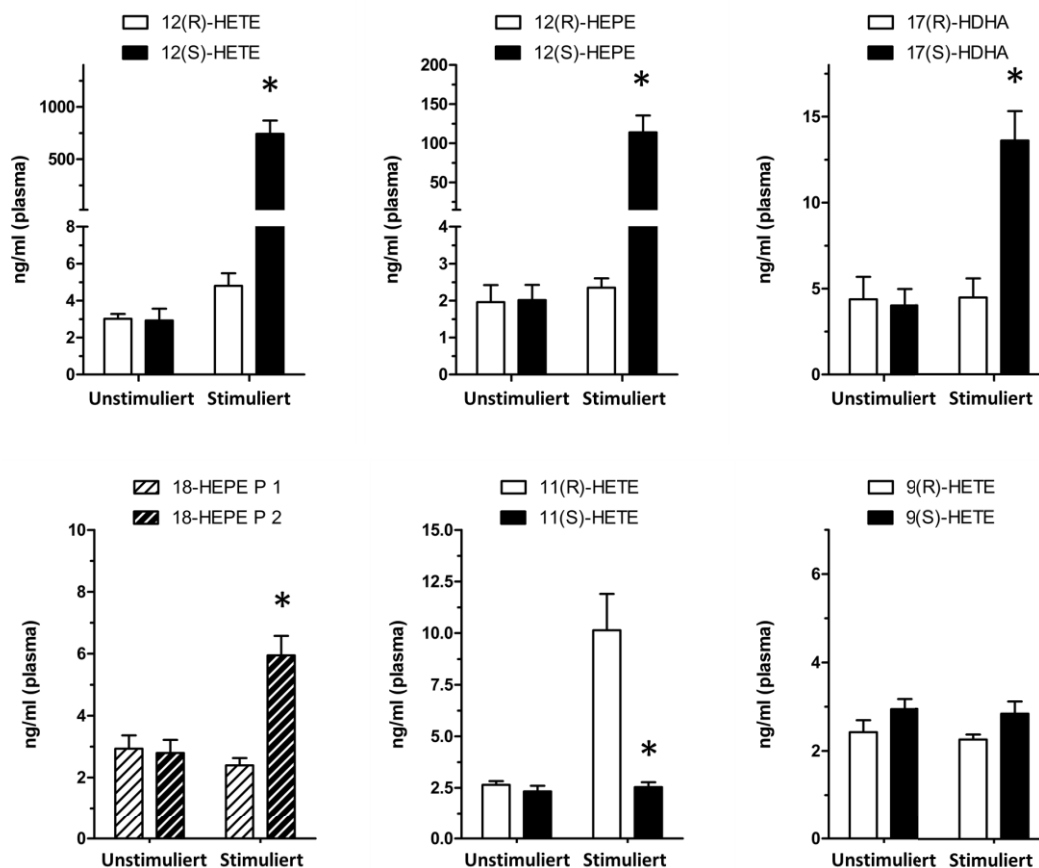 12(R)-HETE
12(S)-HETE
ng/ml (plasma)
1000
500
8
6
4
2
0
*
Unstimuliert Stimuliert
12(R)-HEPE
12(S)-HEPE
ng/ml (plasma)
200
150
100
50
4
3
2
1
0
*
Unstimuliert Stimuliert
17(R)-HDHA
17(S)-HDHA
ng/ml (plasma)
15
10
5
0
*
Unstimuliert Stimuliert
18-HEPE P 1
18-HEPE P 2
ng/ml (plasma)
10
8
6
4
2
0
*
Unstimuliert Stimuliert
11(R)-HETE
11(S)-HETE
ng/ml (plasma)
15.0
12.5
10.0
7.5
5.0
2.5
0.0
*
Unstimuliert Stimuliert
9(R)-HETE
9(S)-HETE
ng/ml (plasma)
6
4
2
0
Unstimuliert Stimuliert